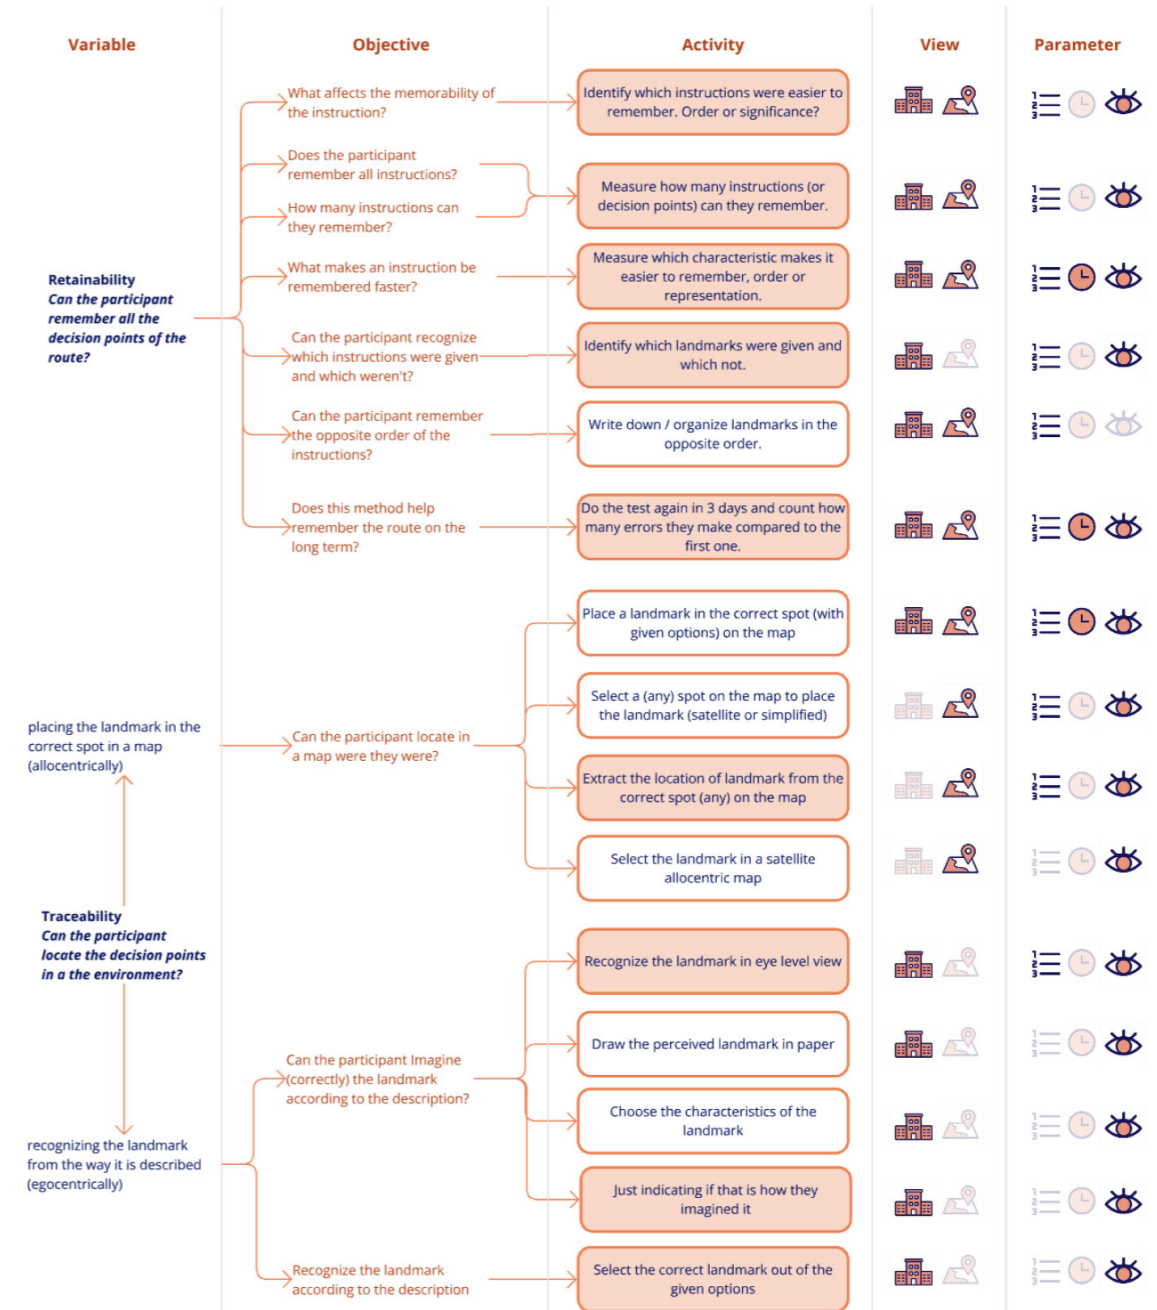 Variable
Objective
Activity
View
Parameter
Retainability
Can the participant
remember all the
decision points of the
route?
What affects the memorability of
the instruction?
Identify which instructions were easier to
remember. Order or significance?
Does the participant
remember all instructions?
How many instructions can
they remember?
Measure how many instructions (or
decision points) can they remember.
What makes an instruction be
remembered faster?
Measure which characteristic makes it
easier to remember, order or
representation.
Can the participant recognize
which instructions were given
and which weren't?
Identify which landmarks were given and
which not.
Can the participant remember
the opposite order of the
instructions?
Write down / organize landmarks in the
opposite order.
Does this method help
remember the route on the
long term?
Do the test again in 3 days and count how
many errors they make compared to the
first one.
Traceability
Can the participant
locate the decision points
in a the environment?
placing the landmark in the
correct spot in a map
(allocentrically)
Can the participant locate in
a map were they were?
Place a landmark in the correct spot (with
given options) on the map
Select a (any) spot on the map to place
the landmark (satellite or simplified)
Extract the location of landmark from the
correct spot (any) on the map
Select the landmark in a satellite
allocentric map
recognizing the landmark
from the way it is described
(egocentrically)
Can the participant Imagine
(correctly) the landmark
according to the description?
Recognize the landmark in eye level view
Draw the perceived landmark in paper
Choose the characteristics of the
landmark
Just indicating if that is how they
imagined it
Recognize the landmark
according to the description
Select the correct landmark out of the
given options